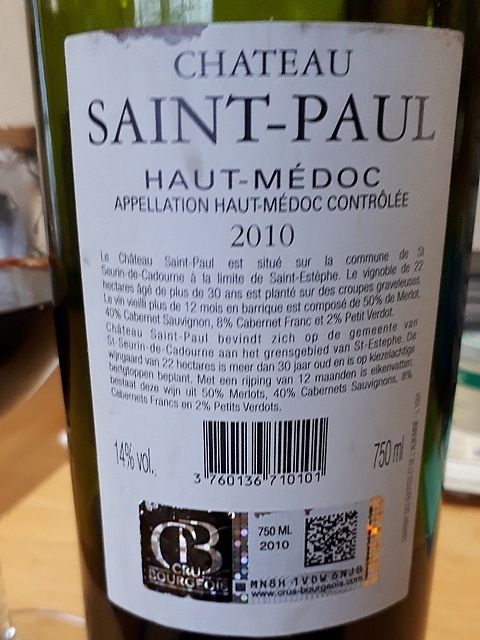 CHATEAU
SAINT-PAUL
HAUT-MÉDOC
APPELLATION HAUT-MÉDOC CONTRÔLÉE
2010
Le Château Saint-Paul est situé sur la commune de St
Seurin-de-Cadourne à la limite de Saint-Estèphe. Le vignoble de 22
hectares âgé de plus de 30 ans est planté sur des croupes graveleuses.
Le vin vieilli plus de 12 mois en barrique est composé de 50% de Merlot,
40% Cabernet Sauvignon, 8% Cabernet Franc et 2% Petit Verdot.
Château Saint-Paul bevindt zich op de gemeente van
St-Seurin-de-Cadourne aan het grensgebied van St-Estephe. De
wijngaard van 22 hectares is meer dan 30 jaar oud en is op kiezelachtige
bertgtoppen beplant. Met een rijping van 12 maanden is eikenvatten,
bestaat deze wijn uit 50% Merlots, 40% Cabernets Sauvignons, 8%
Cabernets Francs en 2% Petits Verdots.
14% vol.
750 ml
3 760136 710101
CB
CRUS
BOURGEOIS
750 ML
2010
MN8H 1VDW 6NJB
www.crus-bourgeois.com